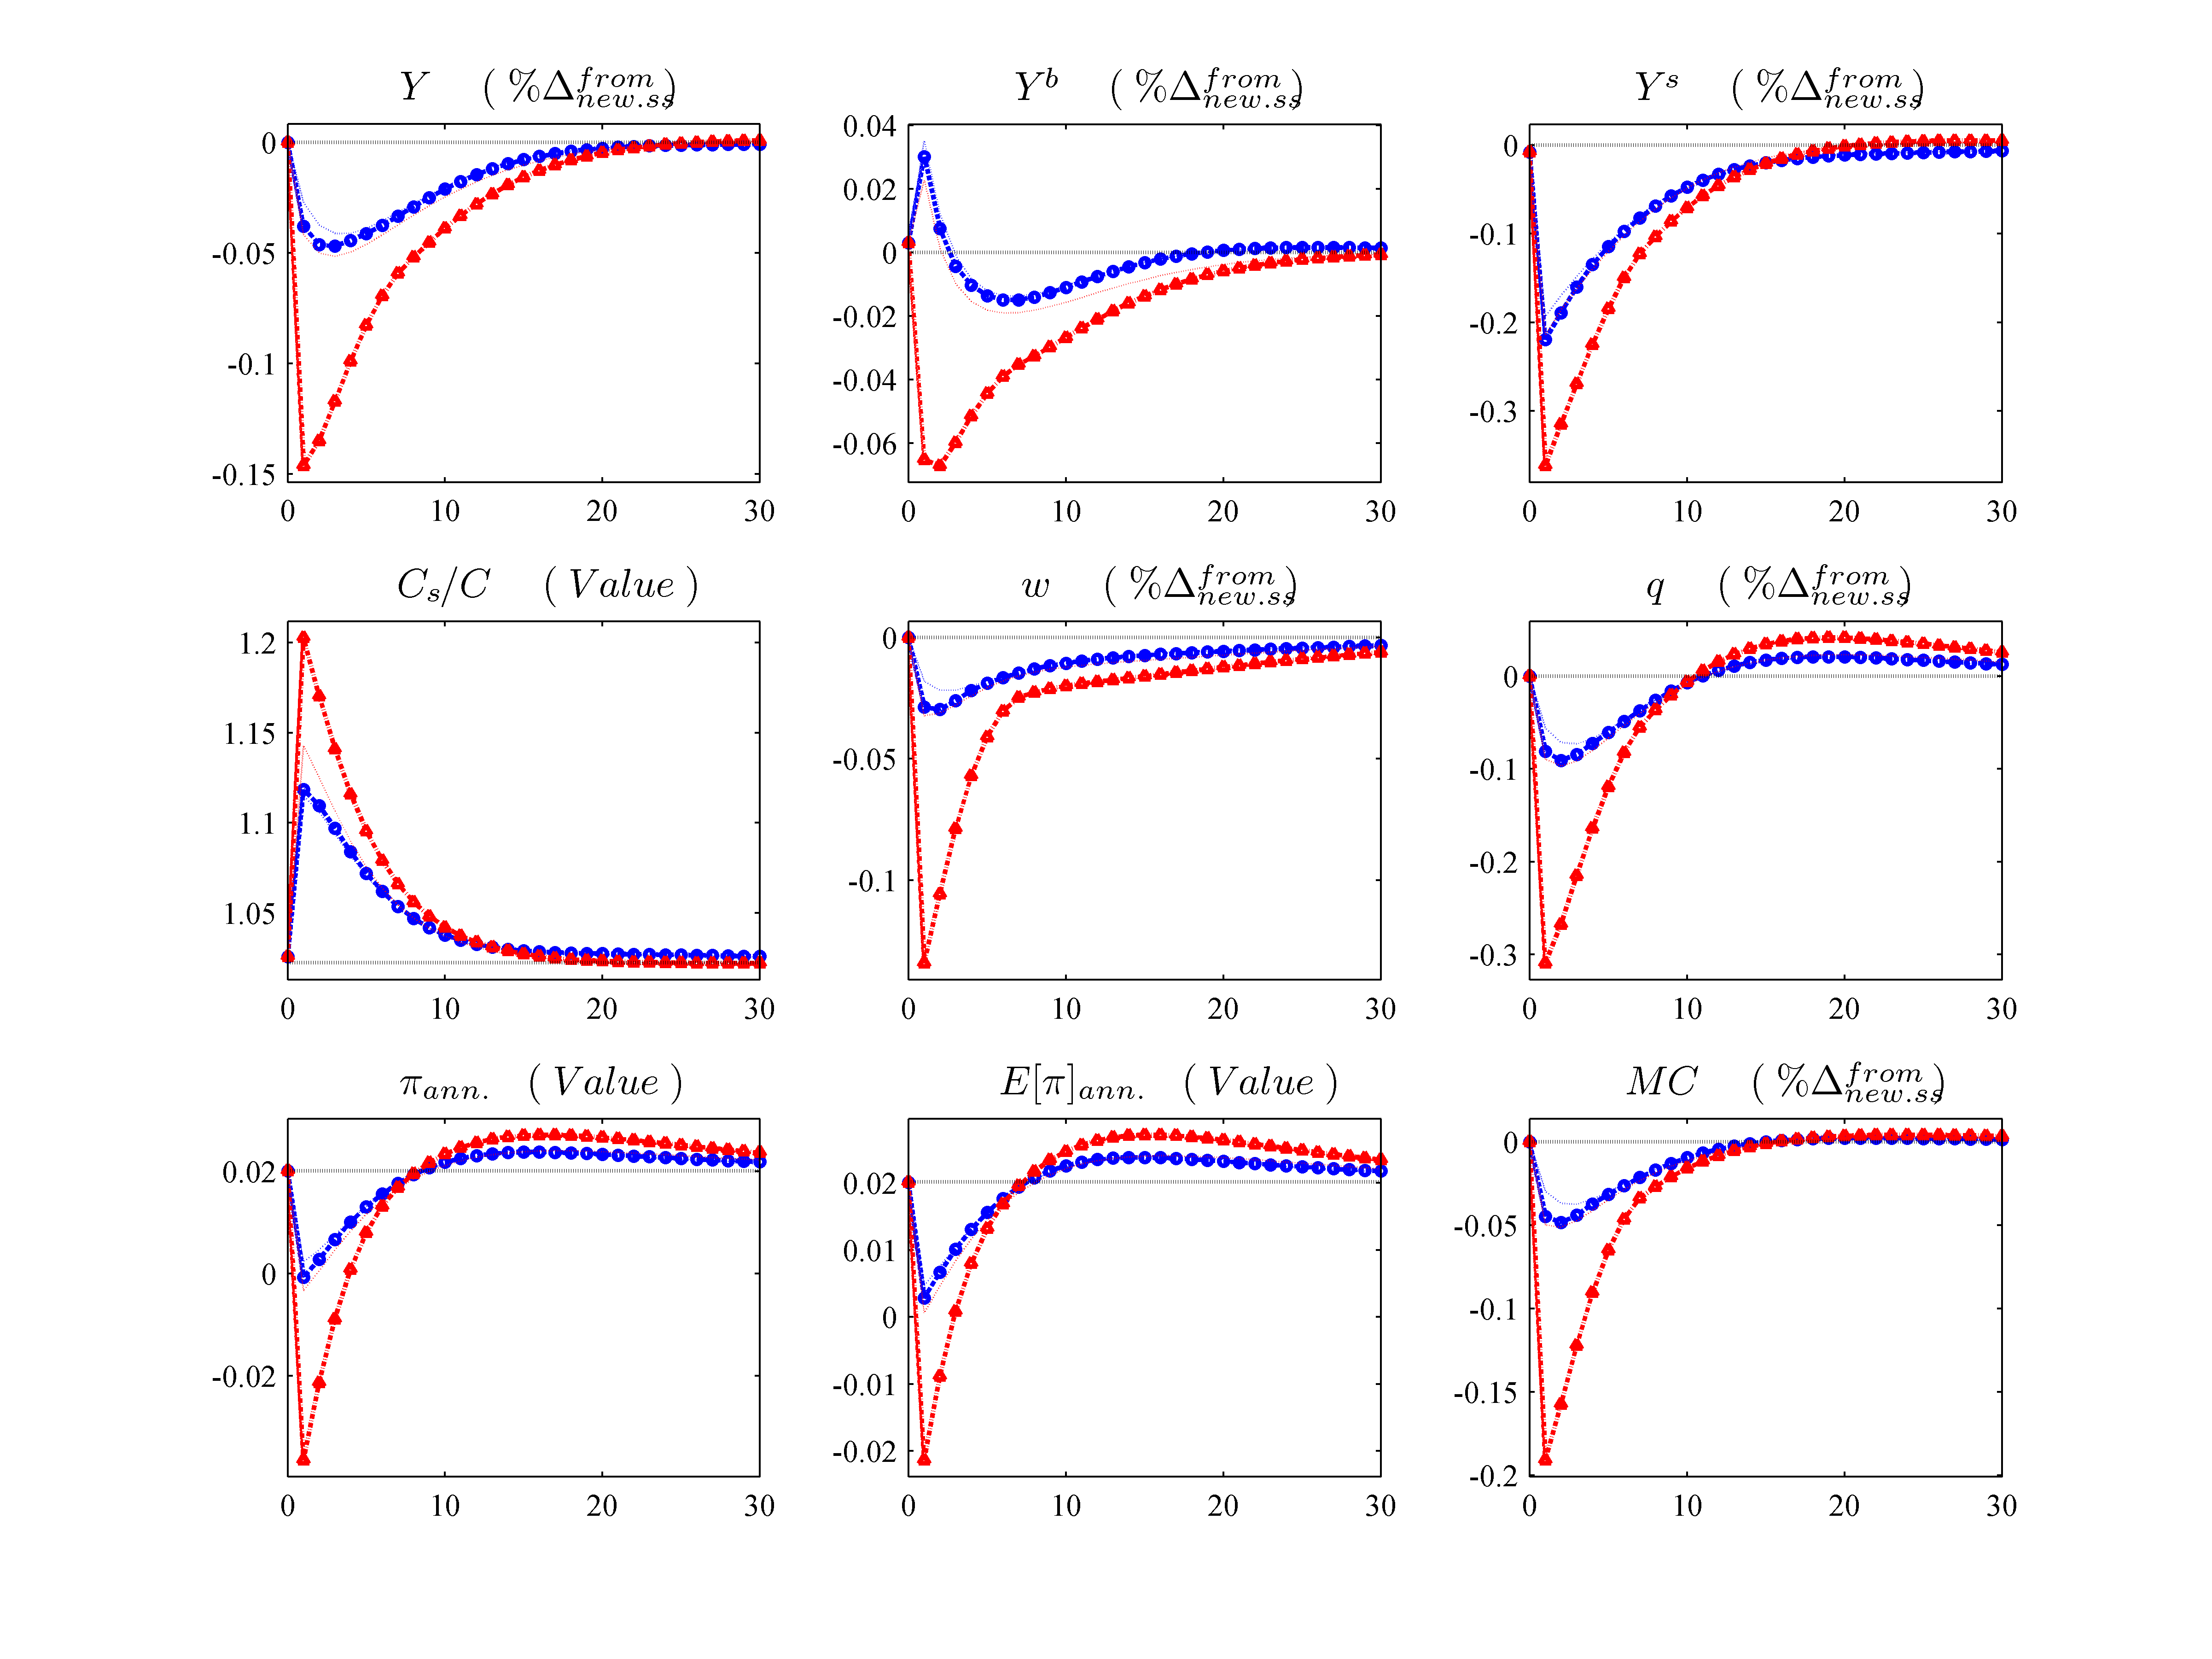 Y ( %Δ^{from}_{new.ss} )
0
-0.05
-0.1
-0.15
0 10 20 30
Y^b ( %Δ^{from}_{new.ss} )
0.04
0.02
0
-0.02
-0.04
-0.06
0 10 20 30
Y^s ( %Δ^{from}_{new.ss} )
0
-0.1
-0.2
-0.3
0 10 20 30
C_s/C ( Value )
1.2
1.15
1.1
1.05
0 10 20 30
w ( %Δ^{from}_{new.ss} )
0
-0.05
-0.1
0 10 20 30
q ( %Δ^{from}_{new.ss} )
0
-0.1
-0.2
-0.3
0 10 20 30
π_{ann.} ( Value )
0.02
0
-0.02
0 10 20 30
E[π]_{ann.} ( Value )
0.02
0.01
0
-0.01
-0.02
0 10 20 30
MC ( %Δ^{from}_{new.ss} )
0
-0.05
-0.1
-0.15
-0.2
0 10 20 30